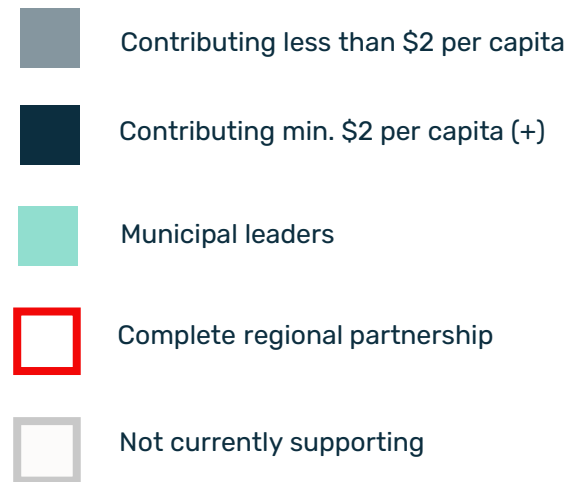 Contributing less than $2 per capita
Contributing min. $2 per capita (+)
Municipal leaders
Complete regional partnership
Not currently supporting